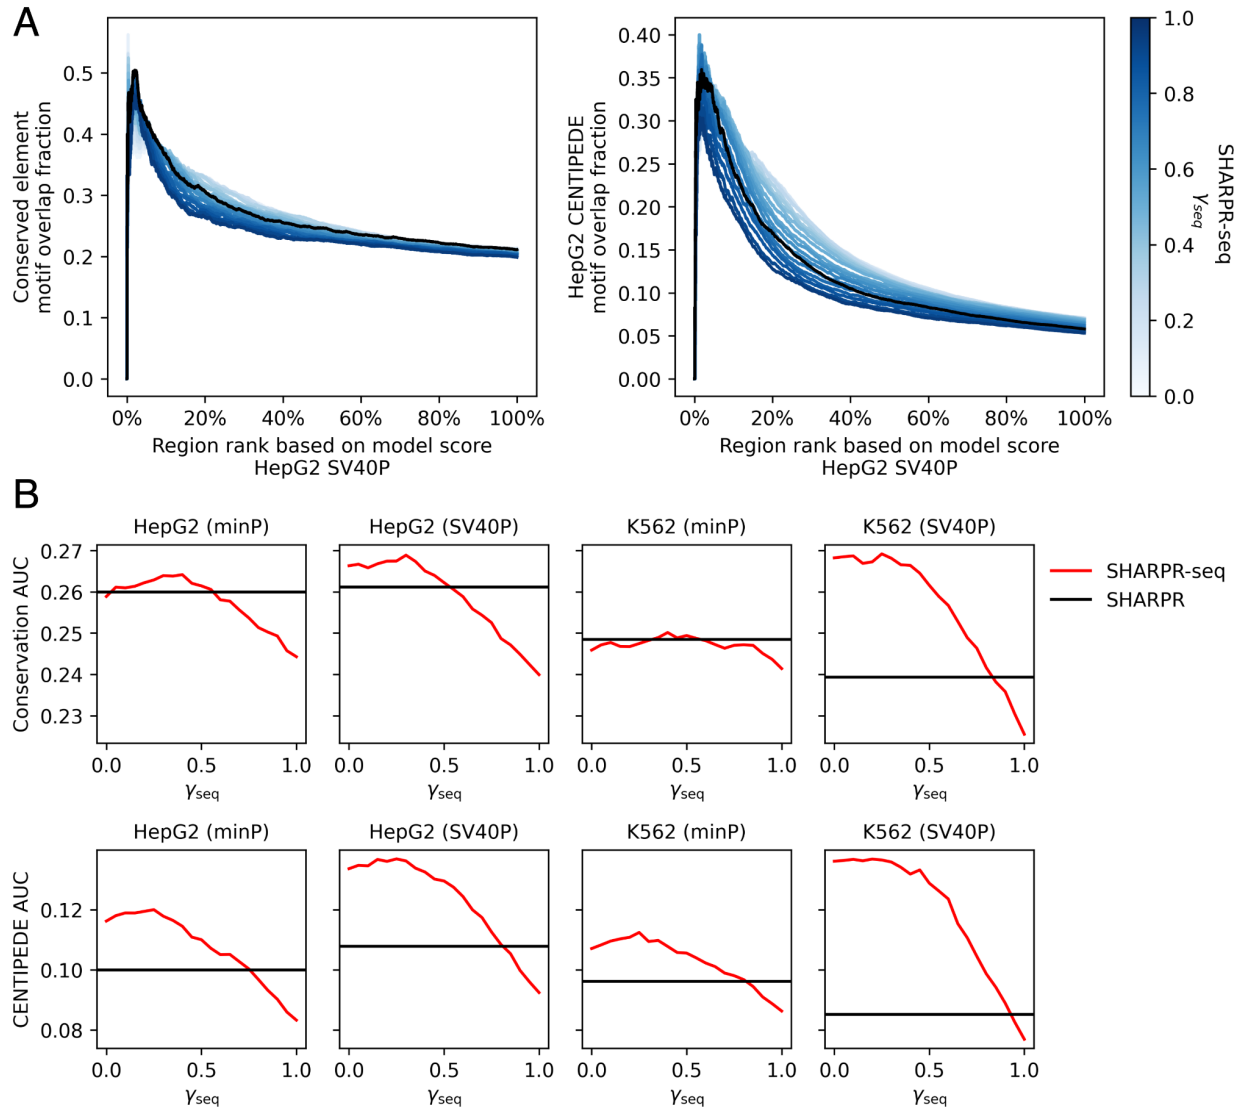 A
Conserved element
motif overlap fraction
0.5
0.4
0.3
0.2
0.1
0.0
0% 20% 40% 60% 80% 100%
Region rank based on model score
HepG2 SV40P
HepG2 CENTIPEDE
motif overlap fraction
0.40
0.35
0.30
0.25
0.20
0.15
0.10
0.05
0.00
0% 20% 40% 60% 80% 100%
Region rank based on model score
HepG2 SV40P
1.0
0.8
0.6
0.4
0.2
0.0
SHARPR-seq
γseq
B
HepG2 (minP) HepG2 (SV40P) K562 (minP) K562 (SV40P)
Conservation AUC
0.27
0.26
0.25
0.24
0.23
0.0 0.5 1.0 0.0 0.5 1.0 0.0 0.5 1.0 0.0 0.5 1.0
γseq γseq γseq γseq
SHARPR-seq
SHARPR
HepG2 (minP) HepG2 (SV40P) K562 (minP) K562 (SV40P)
CENTIPEDE AUC
0.12
0.10
0.08
0.0 0.5 1.0 0.0 0.5 1.0 0.0 0.5 1.0 0.0 0.5 1.0
γseq γseq γseq γseq